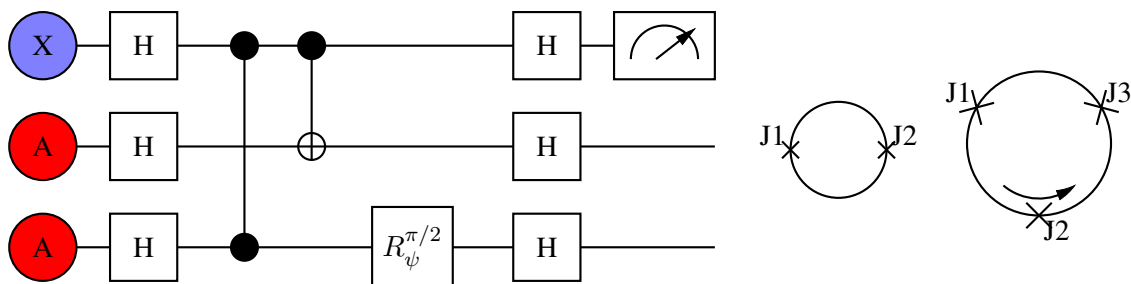 X H H
J1 J3
A H H J1 J2
J2
A H R_ψ^{π/2} H